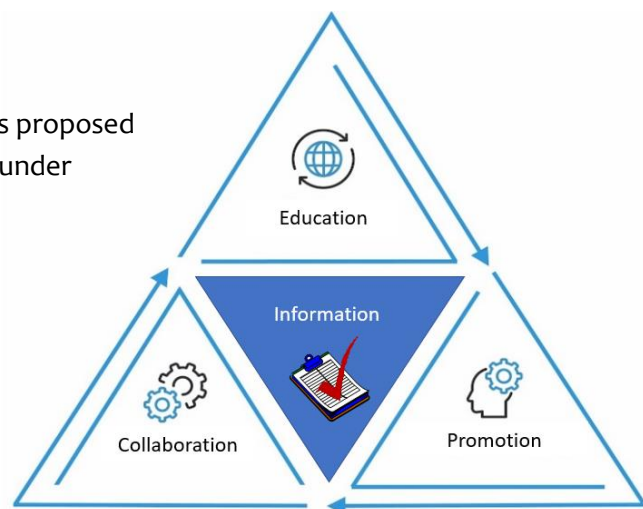 s proposed
under
Education
Information
Collaboration
Promotion